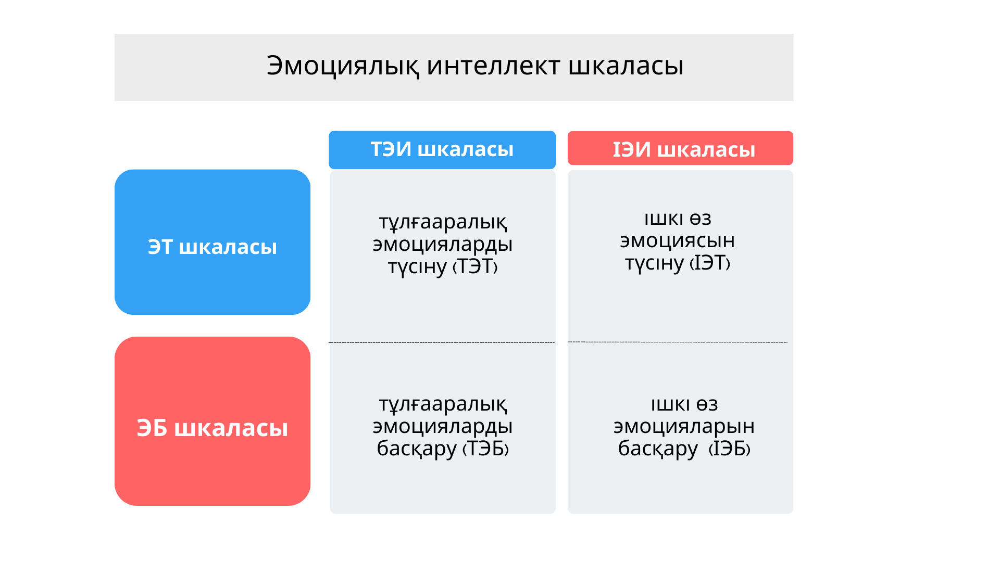 Эмоциялық интеллект шкаласы
ТЭИ шкаласы
ІЭИ шкаласы
ЭТ шкаласы
тұлғааралық
эмоцияларды
түсіну (ТЭТ)
ішкі өз
эмоциясын
түсіну (ІЭТ)
ЭБ шкаласы
тұлғааралық
эмоцияларды
басқару (ТЭБ)
ішкі өз
эмоцияларын
басқару (ІЭБ)